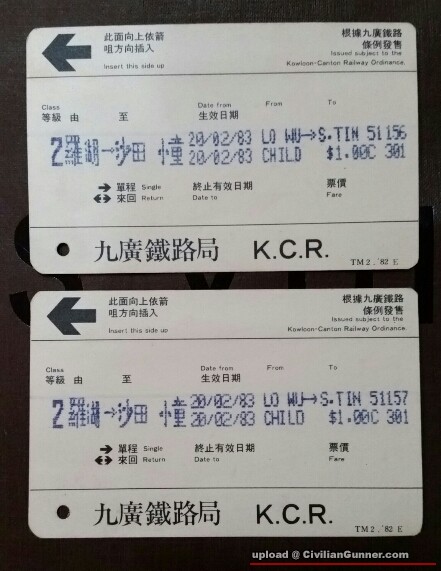 此面向上依箭
咀方向插入
Insert this side up
根據九廣鐵路
條例發售
Issued subject to the
Kowloon-Canton Railway Ordinance.
Class Date from From To
等級 由 至 生效日期
2 羅湖→沙田 小童 20/02/83 LO WU→S.TIN 51156
20/02/83 CHILD $1.00C 301
單程 Single 終止有效日期 票價
來回 Return Date to Fare
九廣鐵路局 K.C.R.
TM 2 . '82 E
此面向上依箭
咀方向插入
Insert this side up
根據九廣鐵路
條例發售
Issued subject to the
Kowloon-Canton Railway Ordinance.
Class Date from From To
等級 由 至 生效日期
2 羅湖→沙田 小童 20/02/83 LO WU→S.TIN 51157
20/02/83 CHILD $1.00C 301
單程 Single 終止有效日期 票價
來回 Return Date to Fare
九廣鐵路局 K.C.R.
TM 2 . '82 E
upload @ CivilianGunner.com